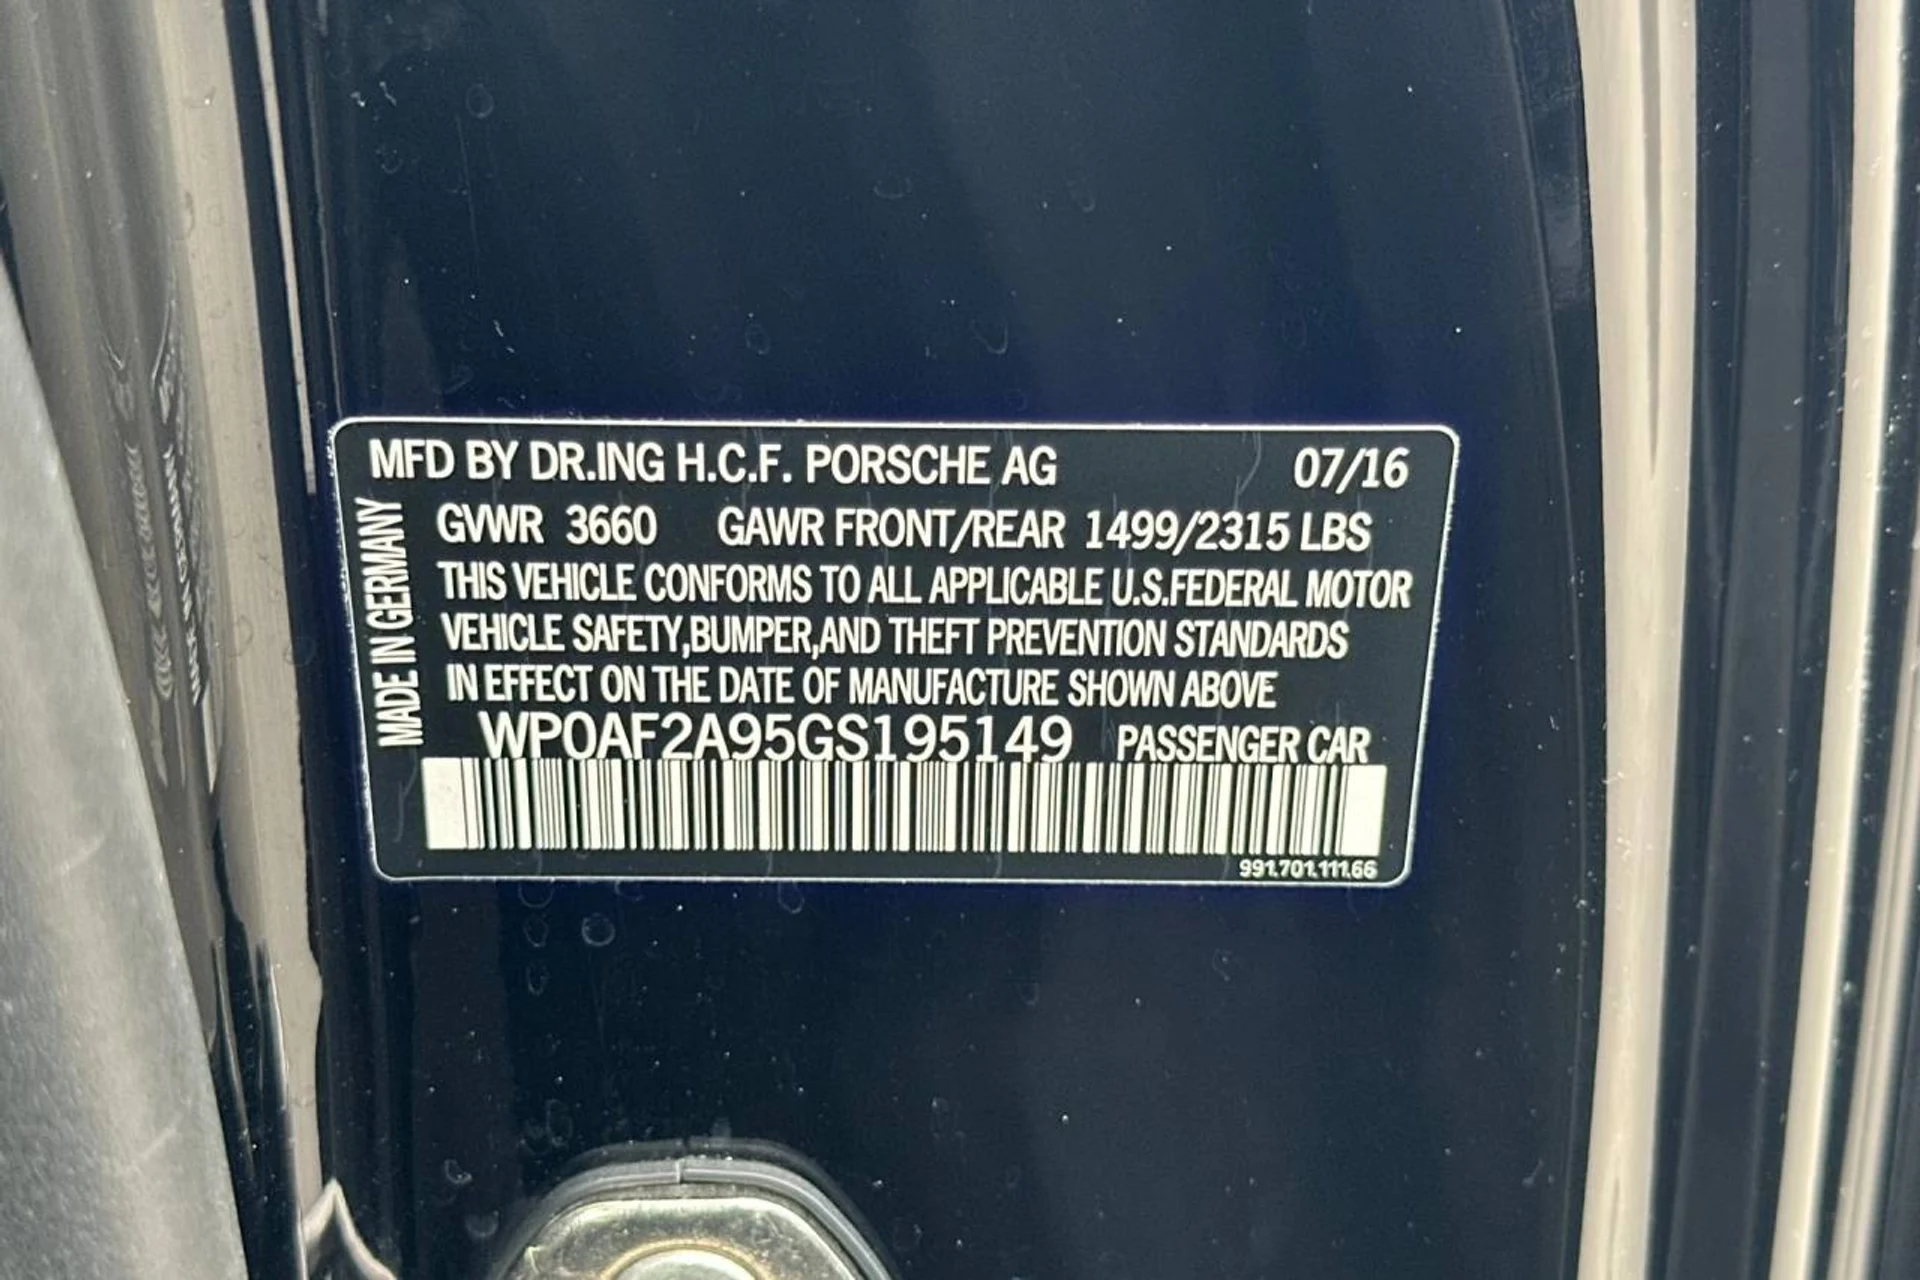 MFD BY DR.ING H.C.F. PORSCHE AG 07/16
GVWR 3660 GAWR FRONT/REAR 1499/2315 LBS
THIS VEHICLE CONFORMS TO ALL APPLICABLE U.S.FEDERAL MOTOR
VEHICLE SAFETY,BUMPER,AND THEFT PREVENTION STANDARDS
IN EFFECT ON THE DATE OF MANUFACTURE SHOWN ABOVE
WP0AF2A95GS195149 PASSENGER CAR
991.701.111.66
MADE IN GERMANY